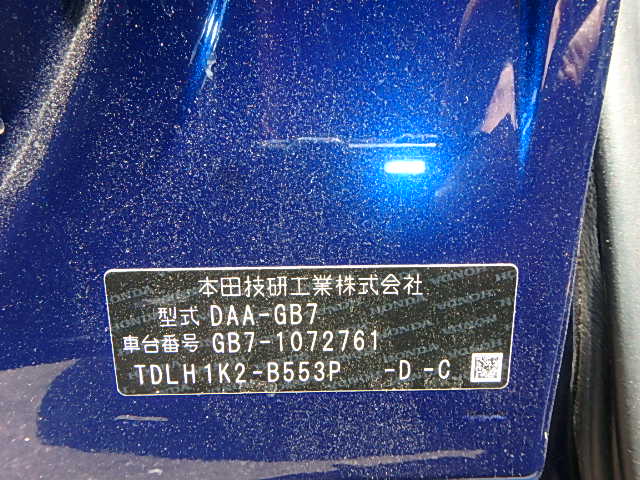 本田技研工業株式会社
型式 DAA-GB7
車台番号 GB7-1072761
TDLH1K2-B553P -D-C